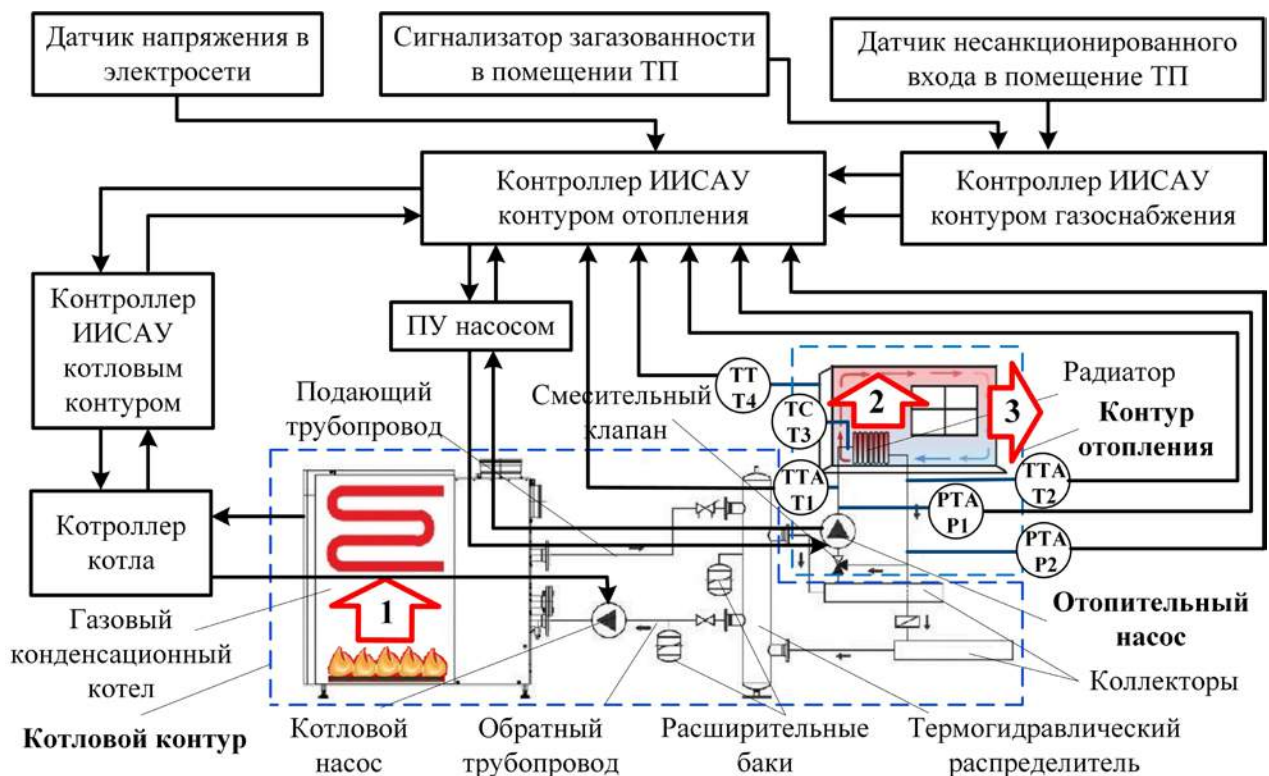 Датчик напряжения в
электросети
Сигнализатор загазованности
в помещении ТП
Датчик несанкционированного
входа в помещение ТП
Контроллер ИИСАУ
контуром отопления
Контроллер ИИСАУ
контуром газоснабжения
Контроллер
ИИСАУ
котловым
контуром
ПУ насосом
Подающий
трубопровод
Смесительный
клапан
ТТ
Т4
ТС
Т3
2
3
Радиатор
Контур
отопления
ТТА
Т1
ТТА
Т2
РТА
Р1
РТА
Р2
Котроллер
котла
1
Газовый
конденсационный
котел
Котловой контур
Котловой
насос
Обратный
трубопровод
Расширительные
баки
Термогидравлический
распределитель
Отопительный
насос
Коллекторы